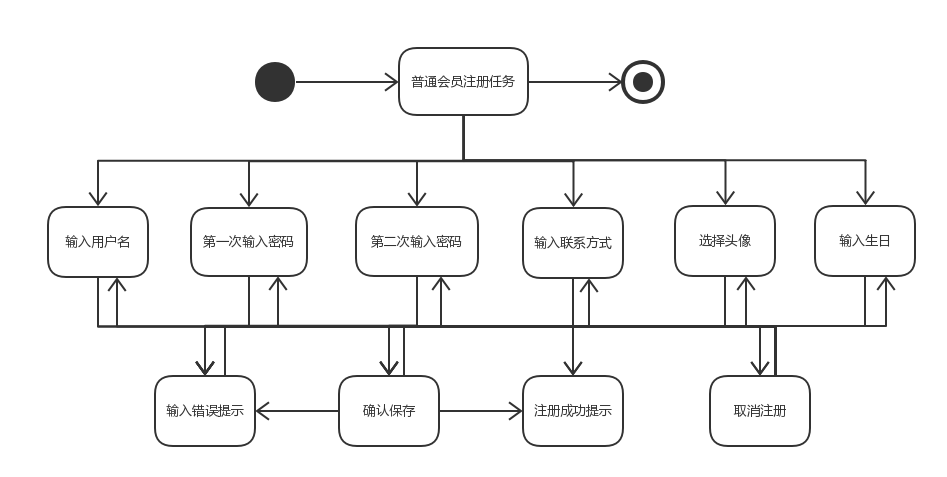 普通会员注册任务
输入用户名
第一次输入密码
第二次输入密码
输入联系方式
选择头像
输入生日
输入错误提示
确认保存
注册成功提示
取消注册